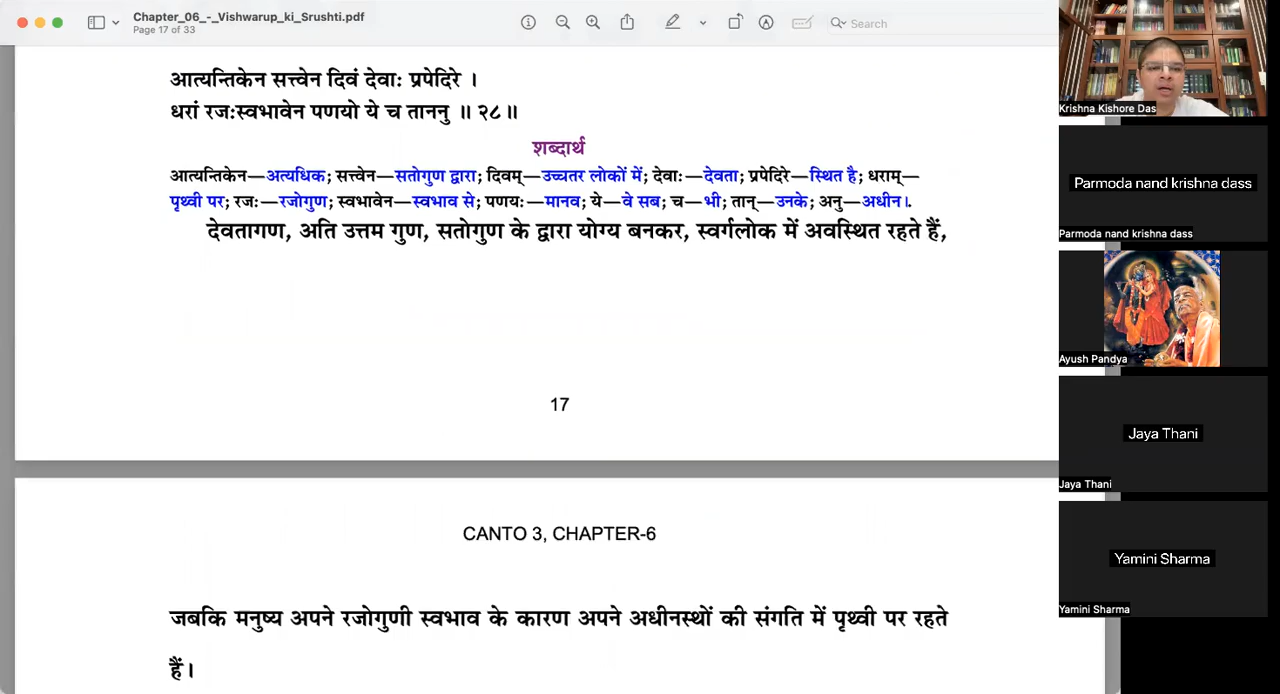 Chapter_06_-_Vishwarup_ki_Srushti.pdf
Page 17 of 33
Search
आत्यन्तिकेन सत्त्वेन दिवं देवाः प्रपेदिरे ।
धरां रजःस्वभावेन पणयो ये च ताननु ॥ २८॥
शब्दार्थ
आत्यन्तिकेन—अत्यधिक; सत्त्वेन—सतोगुण द्वारा; दिवम्—उच्चतर लोकों में; देवाः—देवता; प्रपेदिरे—स्थित है; धराम्—
पृथ्वी पर; रजः—रजोगुण; स्वभावेन—स्वभाव से; पणयः—मानव; ये—वे सब; च—भी; तान्—उनके; अनु—अधीन।.
देवतागण, अति उत्तम गुण, सतोगुण के द्वारा योग्य बनकर, स्वर्गलोक में अवस्थित रहते हैं,
17
CANTO 3, CHAPTER-6
जबकि मनुष्य अपने रजोगुणी स्वभाव के कारण अपने अधीनस्थों की संगति में पृथ्वी पर रहते
हैं।
Krishna Kishore Das
Parmoda nand krishna dass
Parmoda nand krishna dass
Ayush Pandya
Jaya Thani
Jaya Thani
Yamini Sharma
Yamini Sharma